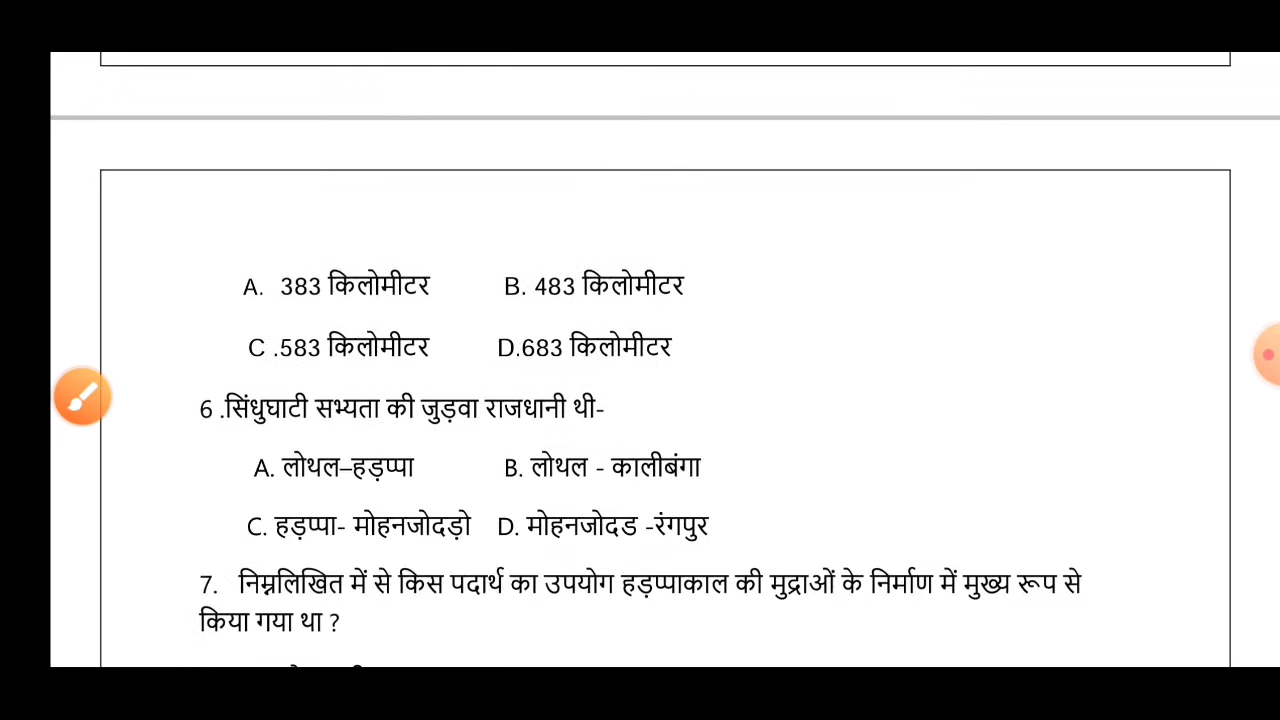 A. 383 किलोमीटर B. 483 किलोमीटर
C .583 किलोमीटर D.683 किलोमीटर
6 .सिंधुघाटी सभ्यता की जुड़वा राजधानी थी-
A. लोथल–हड़प्पा B. लोथल - कालीबंगा
C. हड़प्पा- मोहनजोदड़ो D. मोहनजोदड -रंगपुर
7. निम्नलिखित में से किस पदार्थ का उपयोग हड़प्पाकाल की मुद्राओं के निर्माण में मुख्य रूप से
किया गया था ?